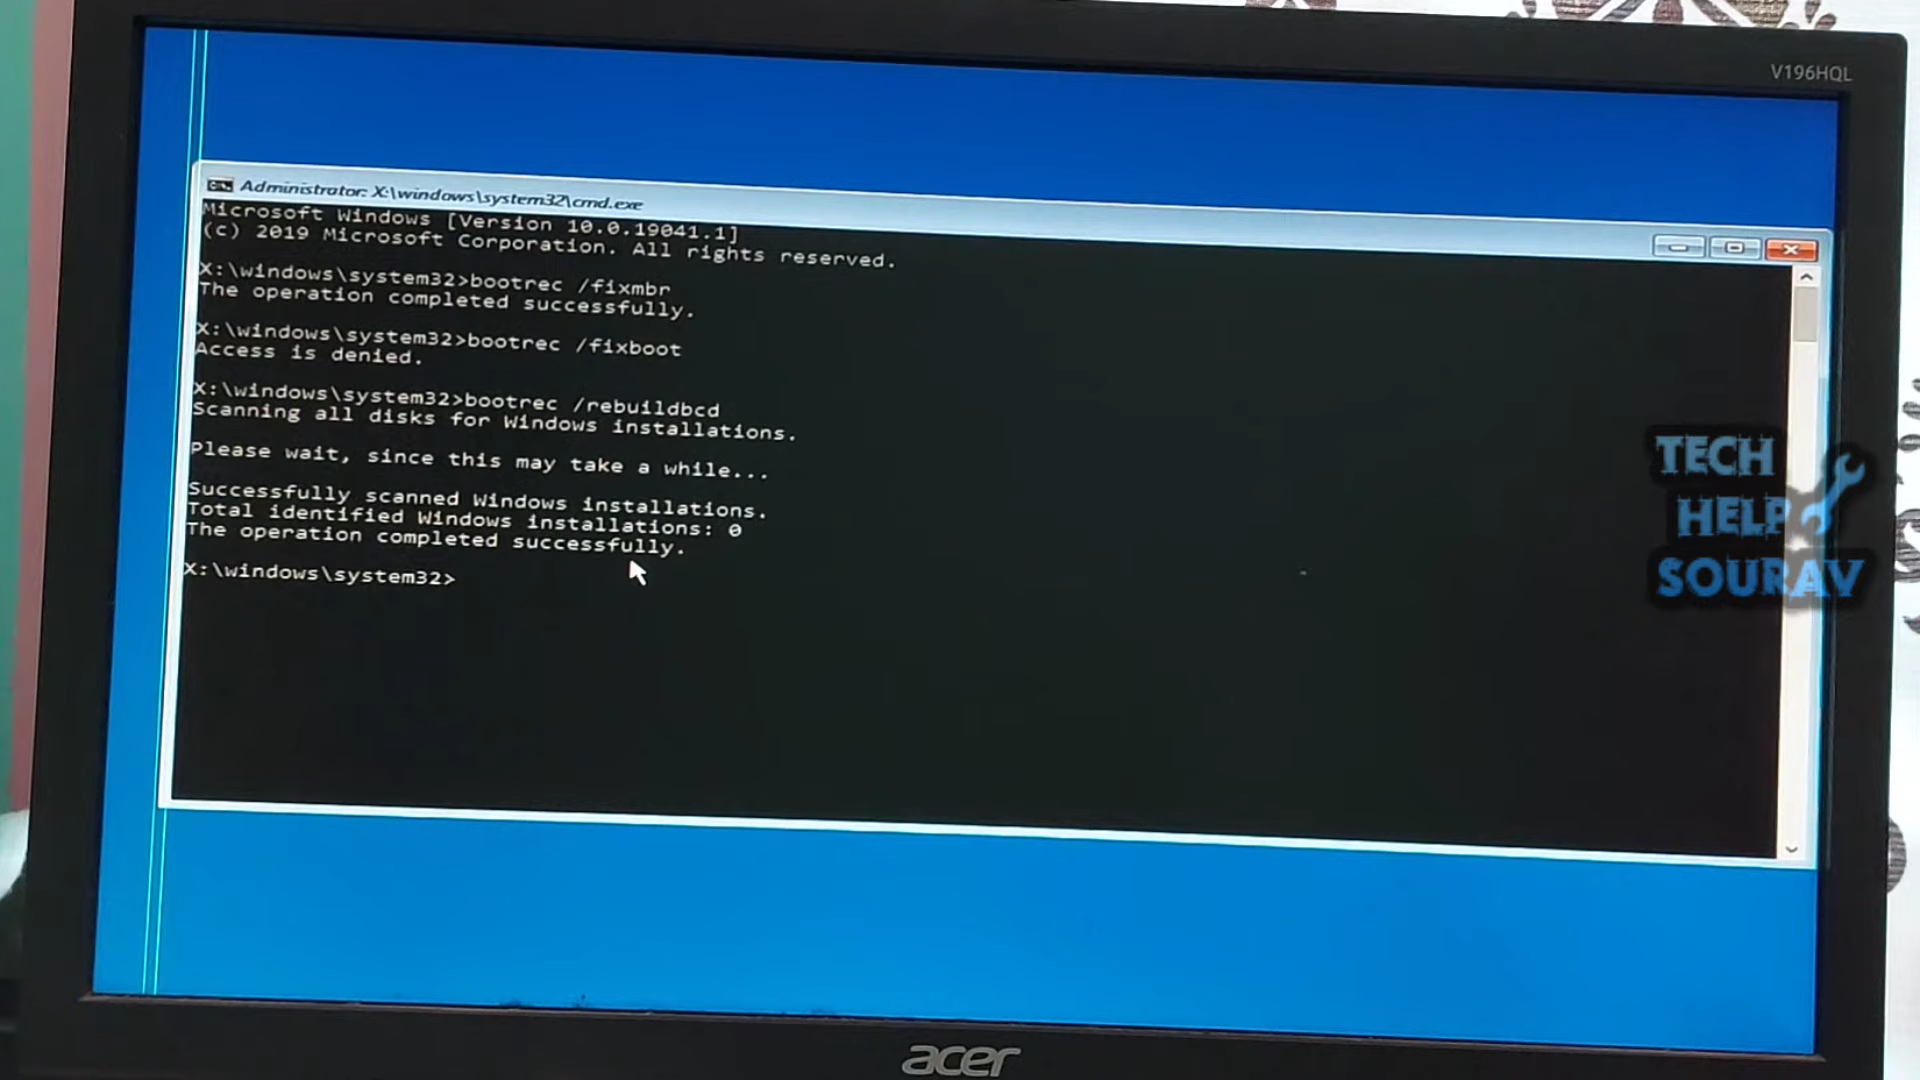 V196HQL
Administrator: X:\windows\system32\cmd.exe
Microsoft Windows [Version 10.0.19041.1]
(c) 2019 Microsoft Corporation. All rights reserved.
X:\windows\system32>bootrec /fixmbr
The operation completed successfully.
X:\windows\system32>bootrec /fixboot
Access is denied.
X:\windows\system32>bootrec /rebuildbcd
Scanning all disks for Windows installations.
Please wait, since this may take a while...
Successfully scanned Windows installations.
Total identified Windows installations: 0
The operation completed successfully.
X:\windows\system32>
TECH
HELP
SOURAV
acer